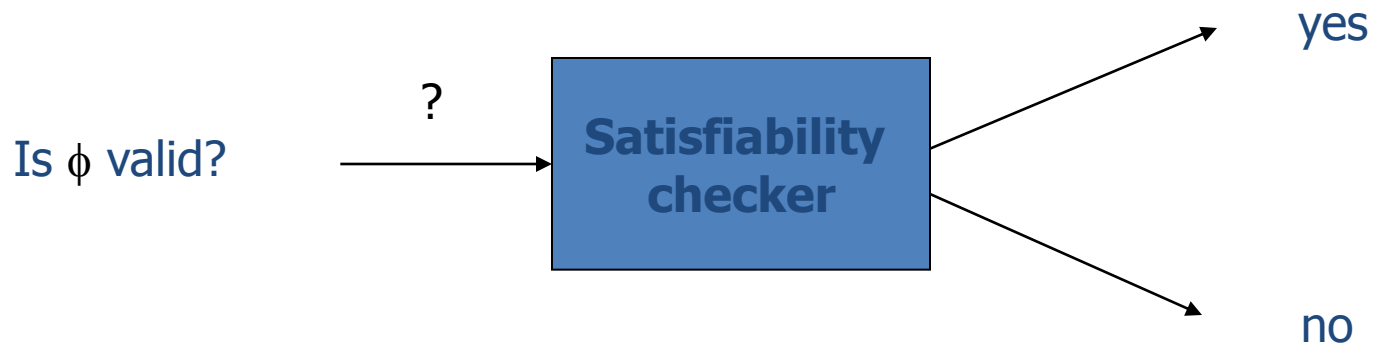 yes
?
Is ϕ valid?
Satisfiability
checker
no